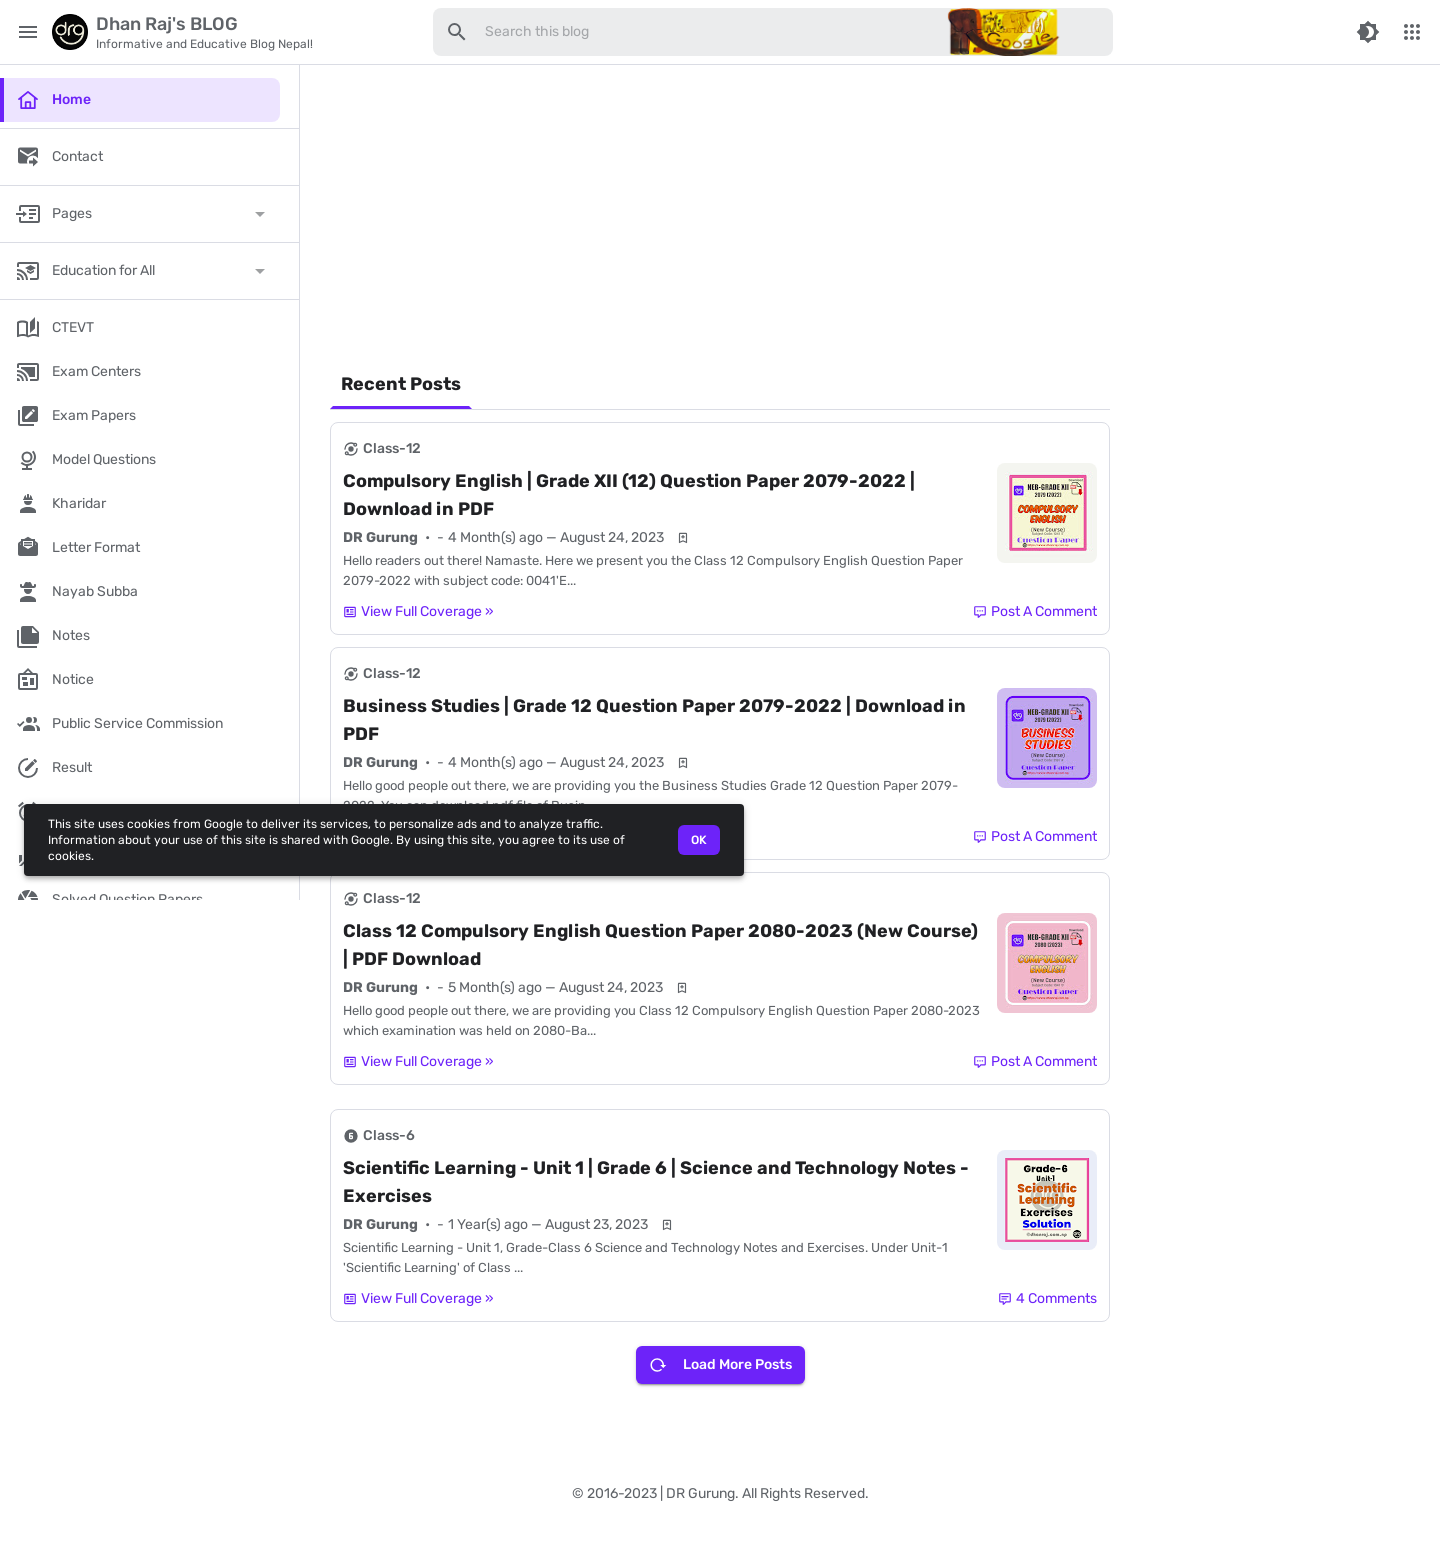 Dhan Raj's BLOG
Informative and Educative Blog Nepal!
drg
Search this blog
Google
Home
Contact
Pages
Education for All
CTEVT
Exam Centers
Exam Papers
Model Questions
Kharidar
Letter Format
Nayab Subba
Notes
Notice
Public Service Commission
Result
Solved Question Papers
Recent Posts
Class-12
Compulsory English | Grade XII (12) Question Paper 2079-2022 |
Download in PDF
DR Gurung • - 4 Month(s) ago — August 24, 2023
Hello readers out there! Namaste. Here we present you the Class 12 Compulsory English Question Paper
2079-2022 with subject code: 0041'E...
View Full Coverage »
Post A Comment
NEB-GRADE XII
2079 (2022)
COMPULSORY
ENGLISH
(New Course)
Question Paper
Class-12
Business Studies | Grade 12 Question Paper 2079-2022 | Download in
PDF
DR Gurung • - 4 Month(s) ago — August 24, 2023
Hello good people out there, we are providing you the Business Studies Grade 12 Question Paper 2079-
2022. You can download pdf file of Busin...
Post A Comment
NEB-GRADE XII
2079 (2022)
BUSINESS
STUDIES
(New Course)
Question Paper
This site uses cookies from Google to deliver its services, to personalize ads and to analyze traffic.
Information about your use of this site is shared with Google. By using this site, you agree to its use of
cookies.
OK
Class-12
Class 12 Compulsory English Question Paper 2080-2023 (New Course)
| PDF Download
DR Gurung • - 5 Month(s) ago — August 24, 2023
Hello good people out there, we are providing you Class 12 Compulsory English Question Paper 2080-2023
which examination was held on 2080-Ba...
View Full Coverage »
Post A Comment
NEB-GRADE XII
2080 (2023)
COMPULSORY
ENGLISH
(New Course)
Question Paper
Class-6
Scientific Learning - Unit 1 | Grade 6 | Science and Technology Notes -
Exercises
DR Gurung • - 1 Year(s) ago — August 23, 2023
Scientific Learning - Unit 1, Grade-Class 6 Science and Technology Notes and Exercises. Under Unit-1
'Scientific Learning' of Class ...
View Full Coverage »
4 Comments
Grade-6
Unit-1
Scientific
Learning
Exercises
Solution
Load More Posts
© 2016-2023 | DR Gurung. All Rights Reserved.